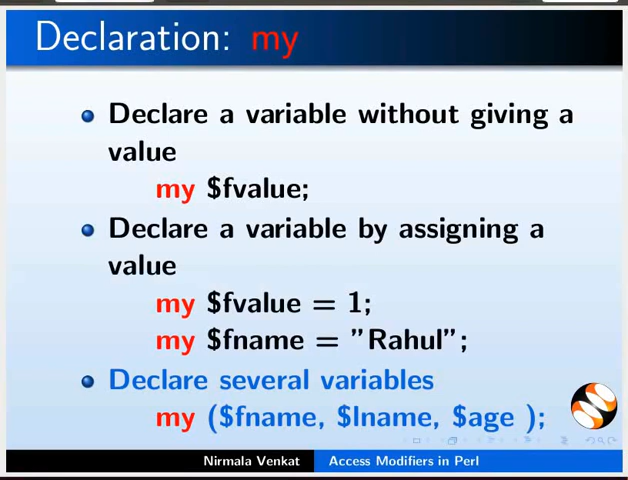 Declaration: my
Declare a variable without giving a
value
my $fvalue;
Declare a variable by assigning a
value
my $fvalue = 1;
my $fname = ”Rahul”;
Declare several variables
my ($fname, $lname, $age );
Nirmala Venkat Access Modifiers in Perl